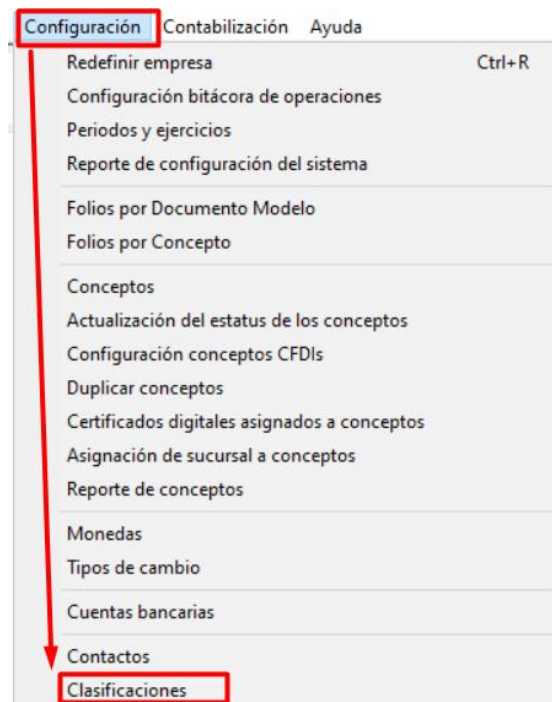 Configuración Contabilización Ayuda
Redefinir empresa Ctrl+R
Configuración bitácora de operaciones
Periodos y ejercicios
Reporte de configuración del sistema
Folios por Documento Modelo
Folios por Concepto
Conceptos
Actualización del estatus de los conceptos
Configuración conceptos CFDIs
Duplicar conceptos
Certificados digitales asignados a conceptos
Asignación de sucursal a conceptos
Reporte de conceptos
Monedas
Tipos de cambio
Cuentas bancarias
Contactos
Clasificaciones